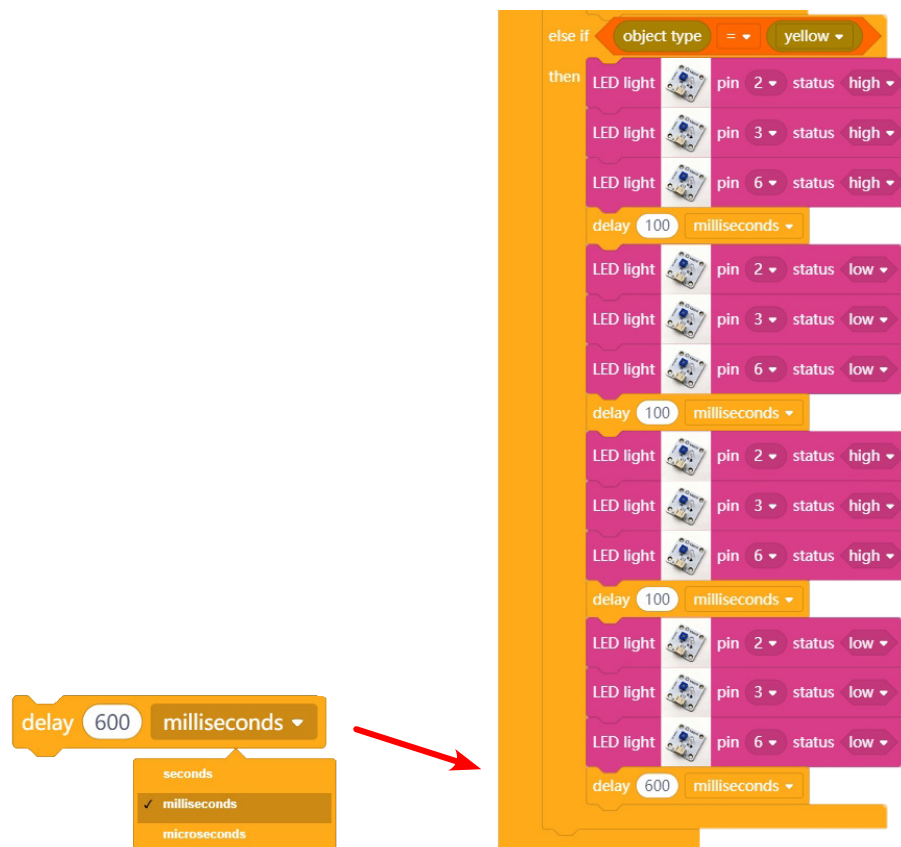 else if object type = yellow
then LED light pin 2 status high
LED light pin 3 status high
LED light pin 6 status high
delay 100 milliseconds
LED light pin 2 status low
LED light pin 3 status low
LED light pin 6 status low
delay 100 milliseconds
LED light pin 2 status high
LED light pin 3 status high
LED light pin 6 status high
delay 100 milliseconds
LED light pin 2 status low
LED light pin 3 status low
LED light pin 6 status low
delay 600 milliseconds
delay 600 milliseconds
seconds
✓ milliseconds
microseconds